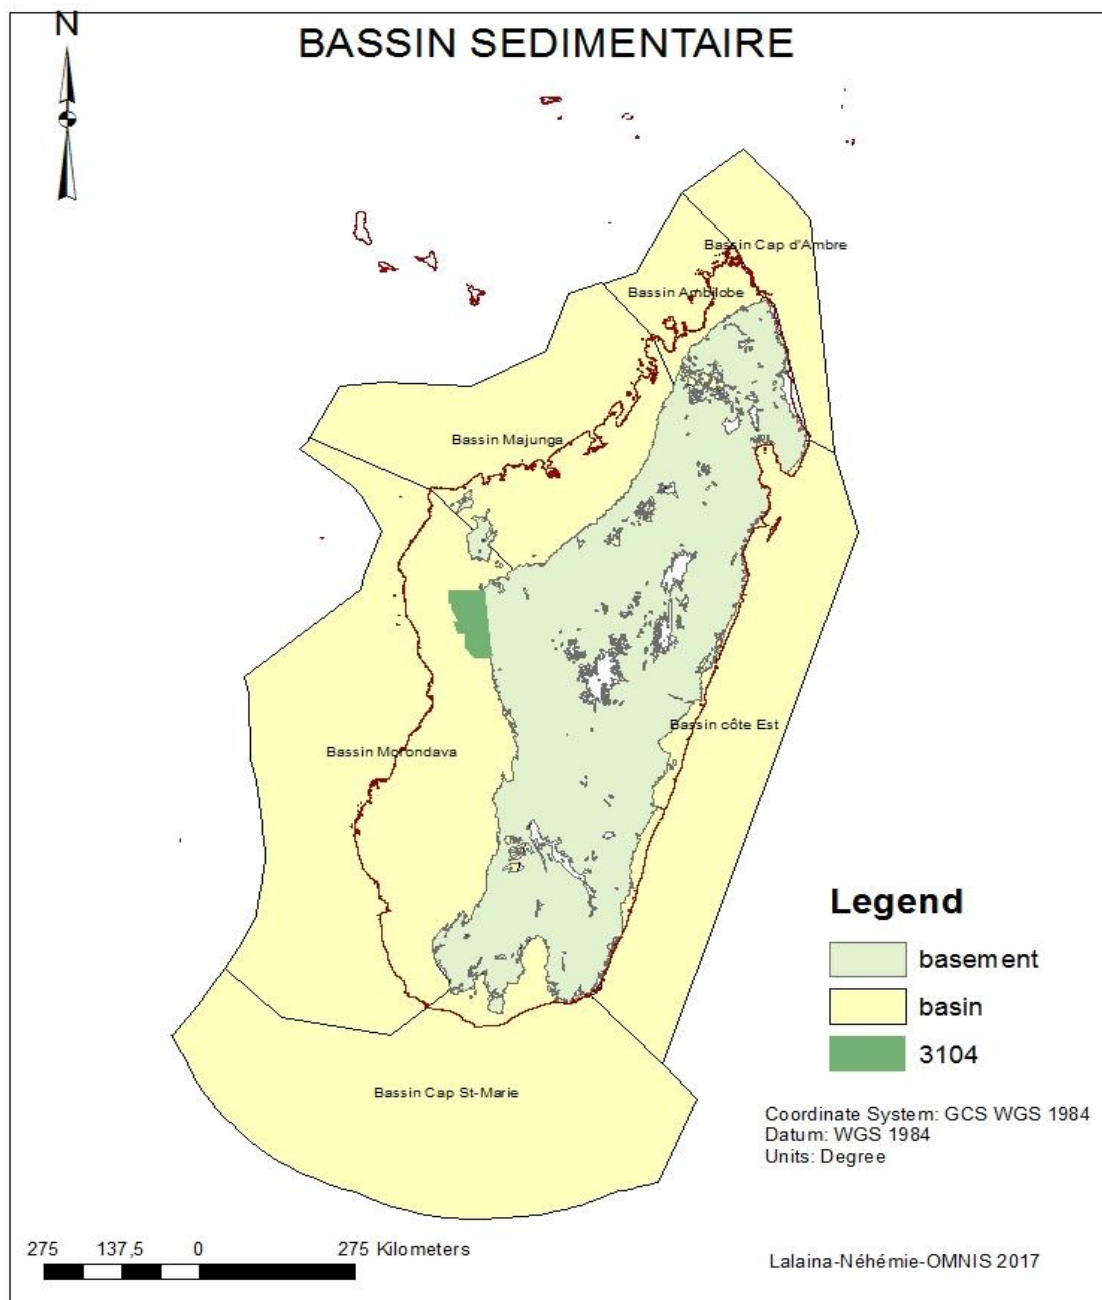 N
BASSIN SEDIMENTAIRE
Bassin Cap d'Ambre
Bassin Ambilobe
Bassin Majunga
Bassin côte Est
Bassin Morondava
Bassin Cap St-Marie
Legend
basement
basin
3104
Coordinate System: GCS WGS 1984
Datum: WGS 1984
Units: Degree
275 137,5 0 275 Kilometers
Lalaina-Néhémie-OMNIS 2017